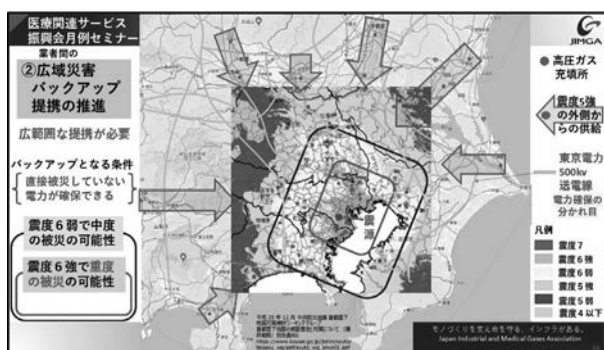 医療関連サービス
振興会月例セミナー
業者間の
②広域災害
バックアップ
提携の推進
広範囲な提携が必要
バックアップとなる条件
直接被災していない
電力が確保できる
震度6弱で中度
の被災の可能性
震度6強で重度
の被災の可能性
JIMGA
高圧ガス
充填所
震度5強
の外側か
らの供給
東京電力
500kv
送電線
電力確保の
分かれ目
凡例
震度7
震度6強
震度6弱
震度5強
震度5弱
震度4以下
モノづくりを支え命を守る、インフラがある。
Japan Industrial and Medical Gases Association